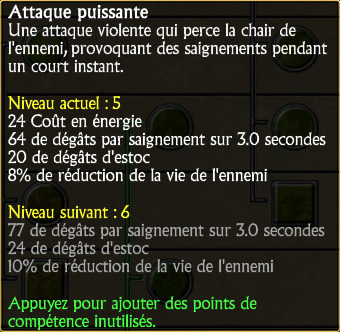 Attaque puissante
Une attaque violente qui perce la chair de
l'ennemi, provoquant des saignements pendant
un court instant.
Niveau actuel : 5
24 Coût en énergie
64 de dégâts par saignement sur 3.0 secondes
20 de dégâts d'estoc
8% de réduction de la vie de l'ennemi
Niveau suivant : 6
77 de dégâts par saignement sur 3.0 secondes
24 de dégâts d'estoc
10% de réduction de la vie de l'ennemi
Appuyez pour ajouter des points de
compétence inutilisés.